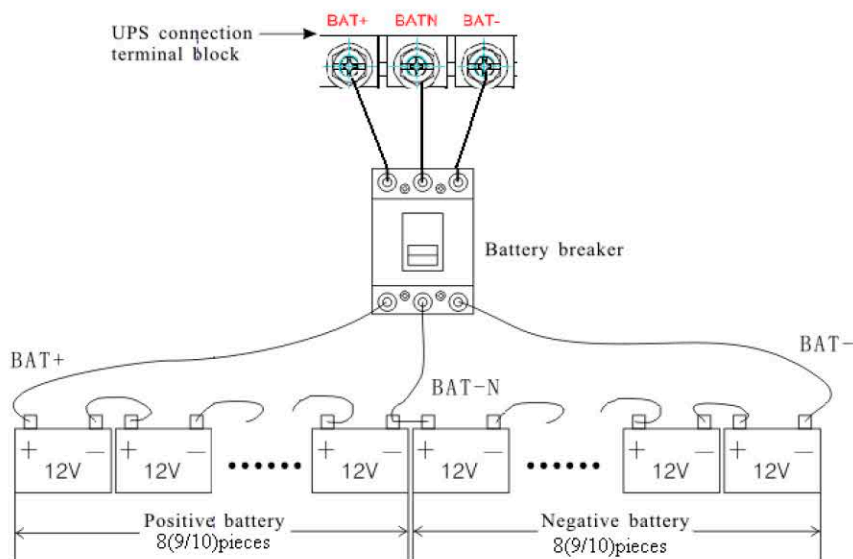 BAT+ BATN BAT-
UPS connection
terminal block
Battery breaker
BAT+
BAT-
BAT-N
+ − + − + − + − + − + −
12V 12V •••••• 12V 12V •••••• 12V 12V
Positive battery Negative battery
8(9/10)pieces 8(9/10)pieces